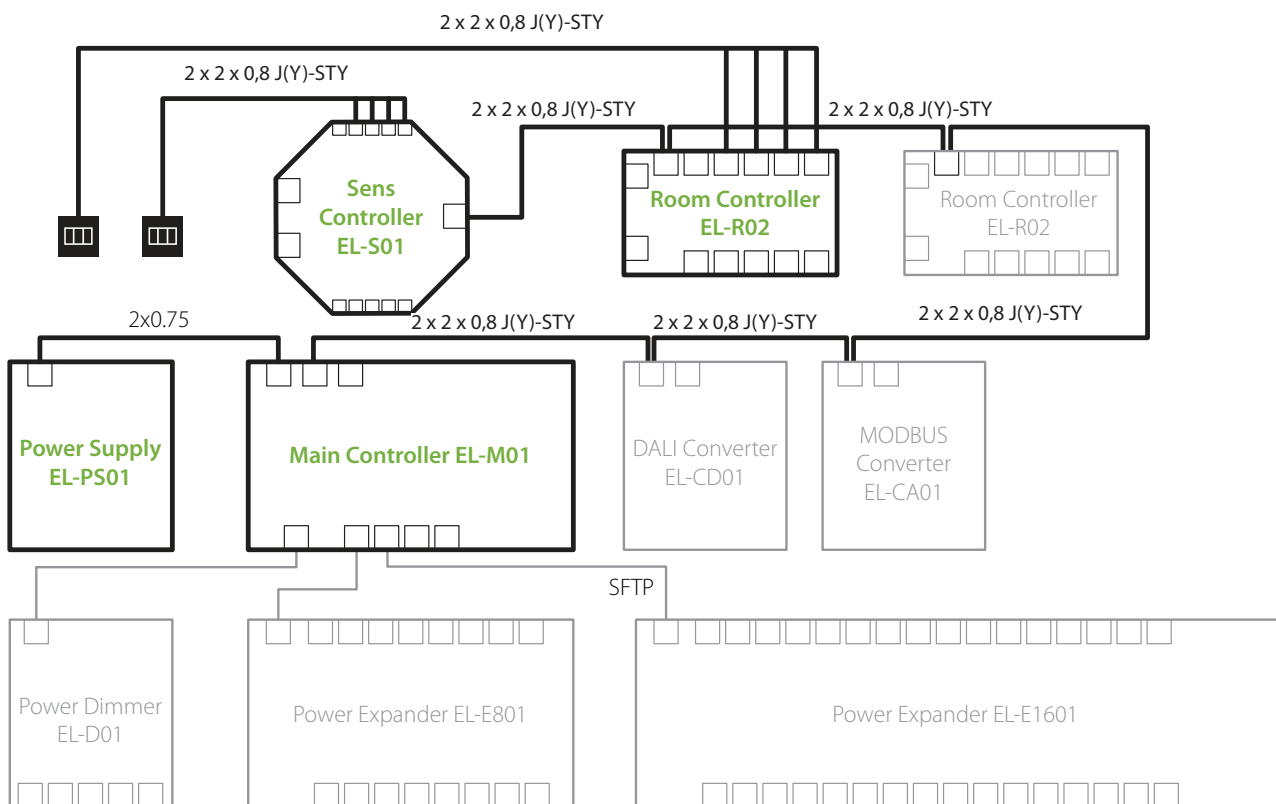 2 x 2 x 0,8 J(Y)-STY
2 x 2 x 0,8 J(Y)-STY
2 x 2 x 0,8 J(Y)-STY
2 x 2 x 0,8 J(Y)-STY
Sens
Controller
EL-S01
Room Controller
EL-R02
Room Controller
EL-R02
2x0.75
2 x 2 x 0,8 J(Y)-STY
2 x 2 x 0,8 J(Y)-STY
2 x 2 x 0,8 J(Y)-STY
Power Supply
EL-PS01
Main Controller EL-M01
DALI Converter
EL-CD01
MODBUS
Converter
EL-CA01
SFTP
Power Dimmer
EL-D01
Power Expander EL-E801
Power Expander EL-E1601